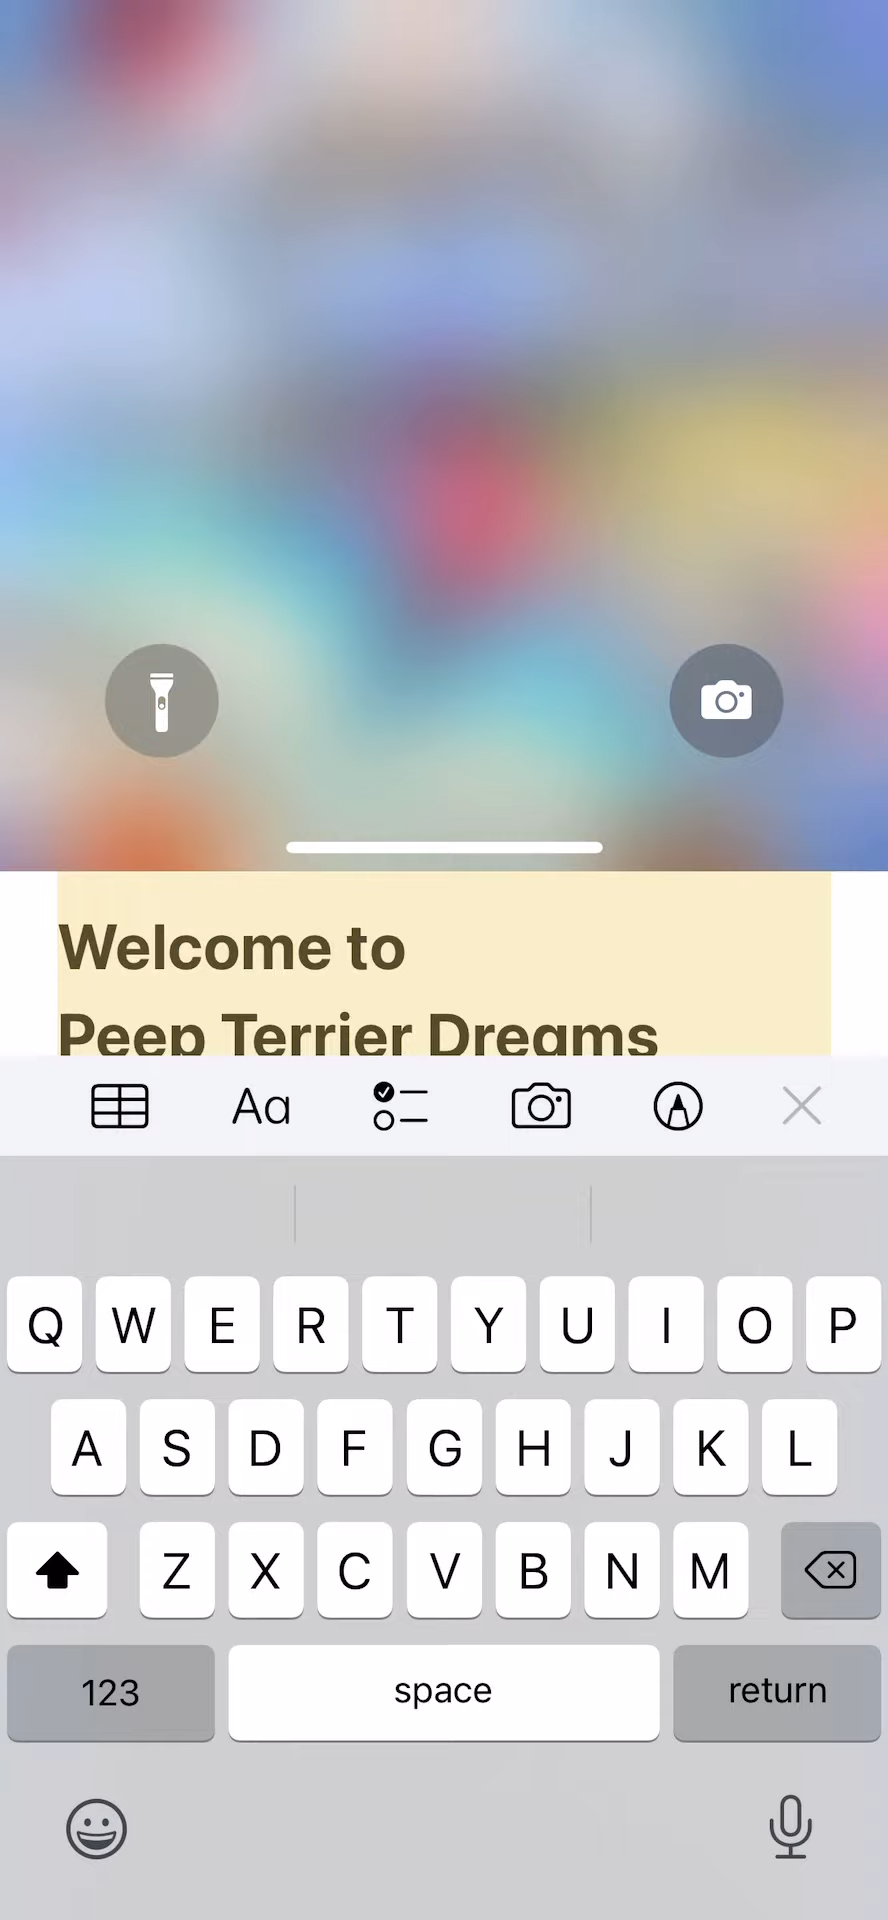 Welcome to
Peep Terrier Dreams
Aa
Q W E R T Y U I O P
A S D F G H J K L
Z X C V B N M
123 space return